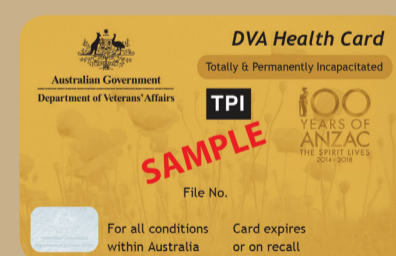 DVA Health Card
Australian Government
Department of Veterans' Affairs
Totally & Permanently Incapacitated
TPI
100
YEARS OF
ANZAC
THE SPIRIT LIVES
2014 - 2018
SAMPLE
File No.
For all conditions
within Australia
Card expires
or on recall